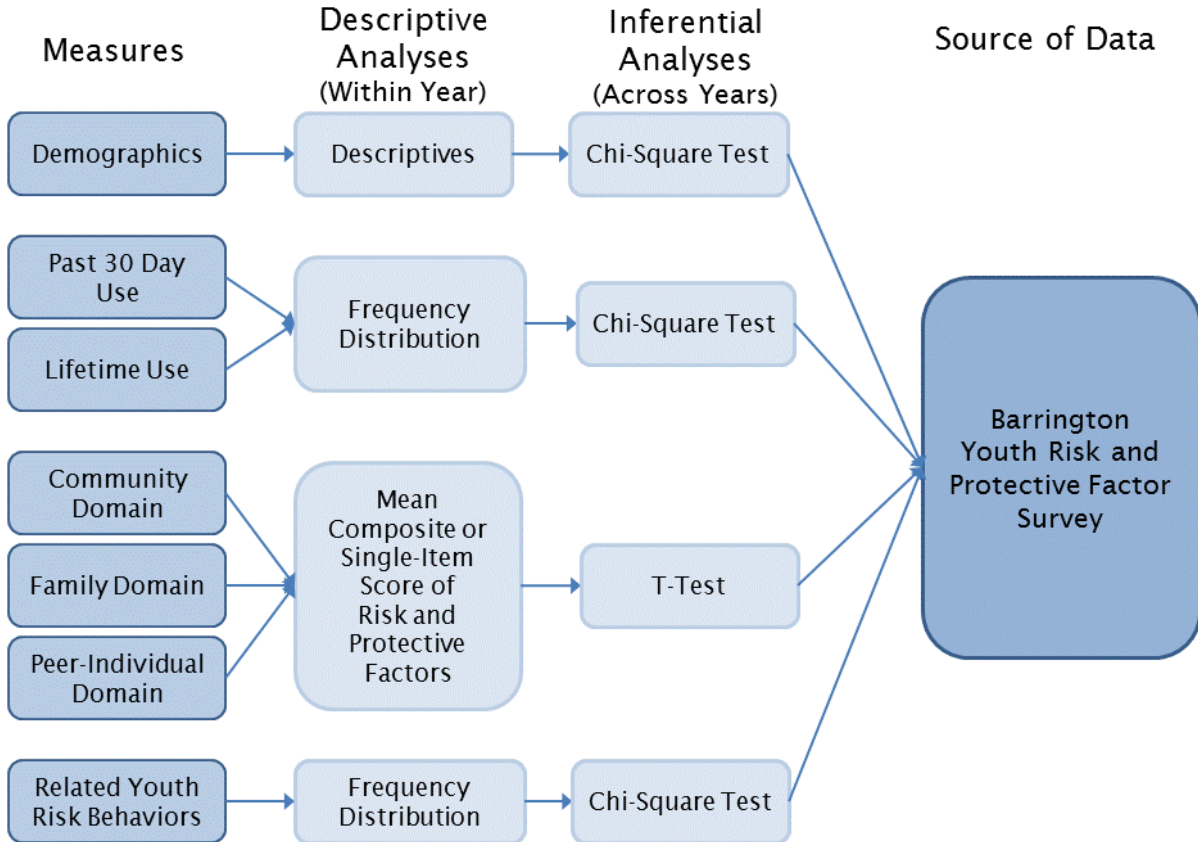 Measures
Descriptive
Analyses
(Within Year)
Inferential
Analyses
(Across Years)
Source of Data
Demographics
Descriptives
Chi-Square Test
Past 30 Day
Use
Lifetime Use
Frequency
Distribution
Chi-Square Test
Community
Domain
Family Domain
Peer-Individual
Domain
Mean
Composite or
Single-Item
Score of
Risk and
Protective
Factors
T-Test
Related Youth
Risk Behaviors
Frequency
Distribution
Chi-Square Test
Barrington
Youth Risk and
Protective Factor
Survey